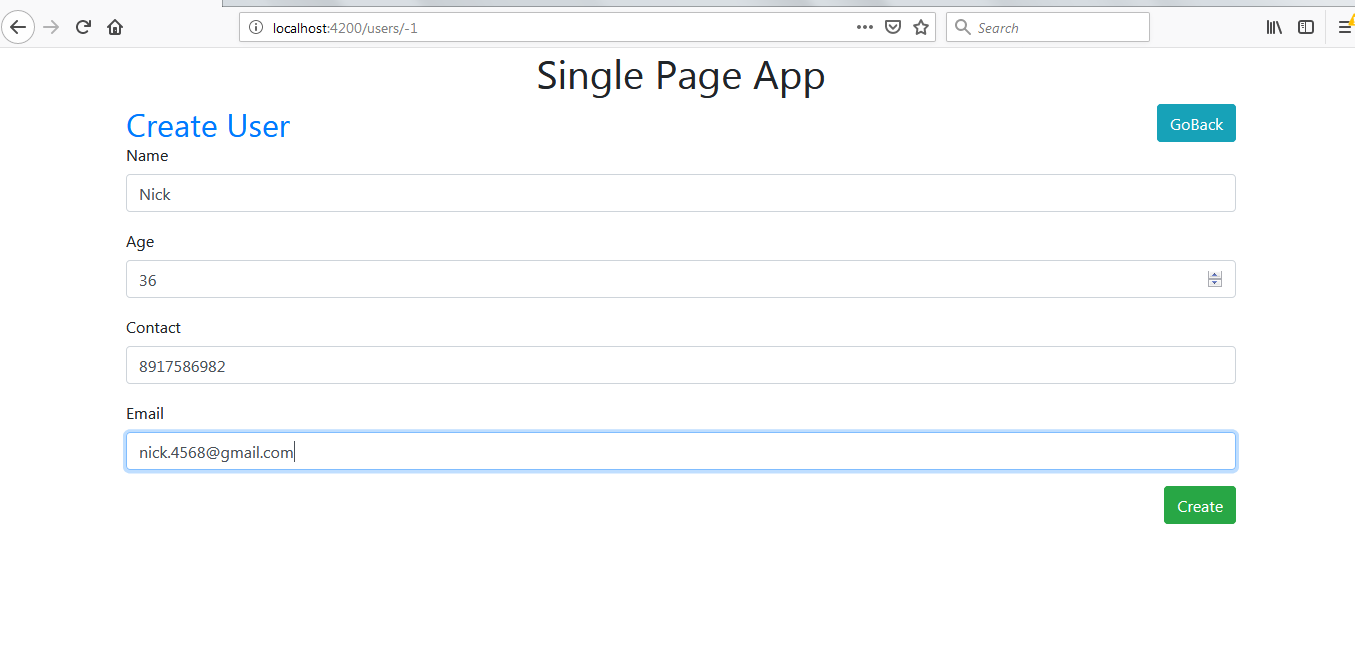 localhost:4200/users/-1
Search
Single Page App
Create User
GoBack
Name
Nick
Age
36
Contact
8917586982
Email
nick.4568@gmail.com
Create